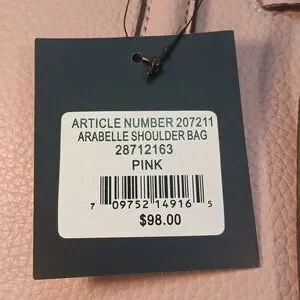 ARTICLE NUMBER 207211
ARABELLE SHOULDER BAG
28712163
PINK
7 09752 14916 5
$98.00